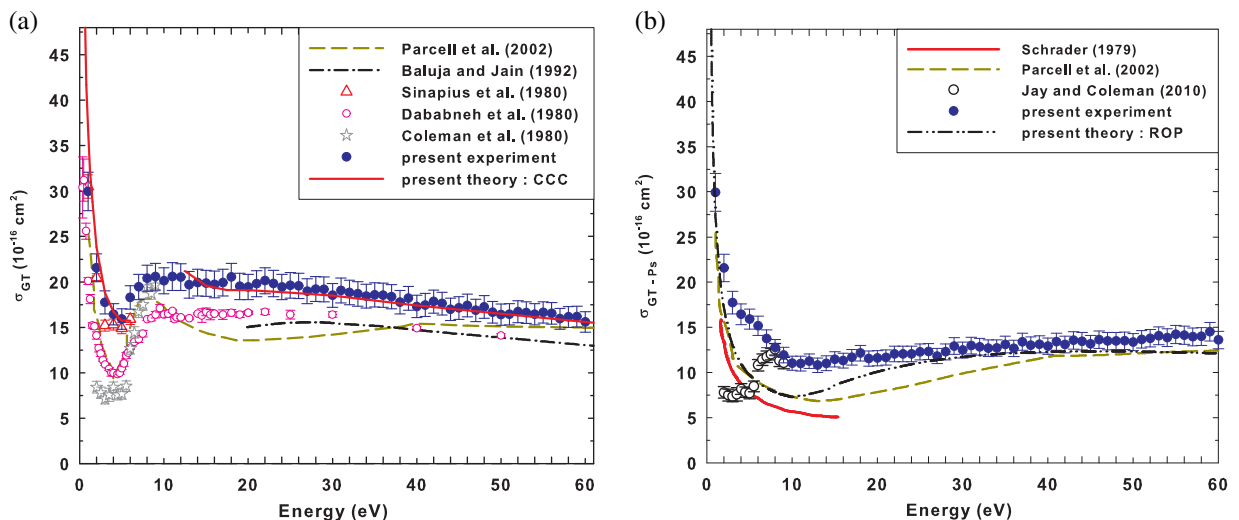 (a)
45
40
35
30
25
20
15
10
5
0
σGT (10-16 cm2)
Parcell et al. (2002)
Baluja and Jain (1992)
Sinapius et al. (1980)
Dababneh et al. (1980)
Coleman et al. (1980)
present experiment
present theory : CCC
0 10 20 30 40 50 60
Energy (eV)
(b)
45
40
35
30
25
20
15
10
5
0
σGT - Ps (10-16 cm2)
Schrader (1979)
Parcell et al. (2002)
Jay and Coleman (2010)
present experiment
present theory : ROP
0 10 20 30 40 50 60
Energy (eV)